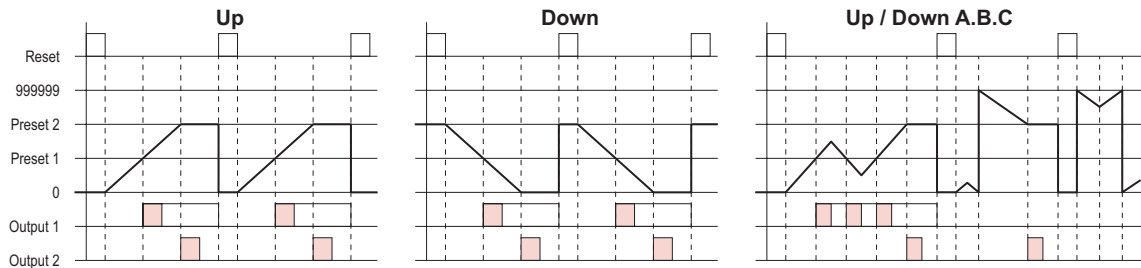 Up
Down
Up / Down A.B.C
Reset
999999
Preset 2
Preset 1
0
Output 1
Output 2